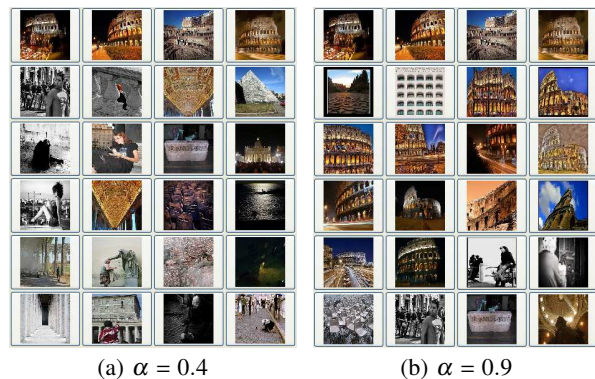 (a) α = 0.4
(b) α = 0.9